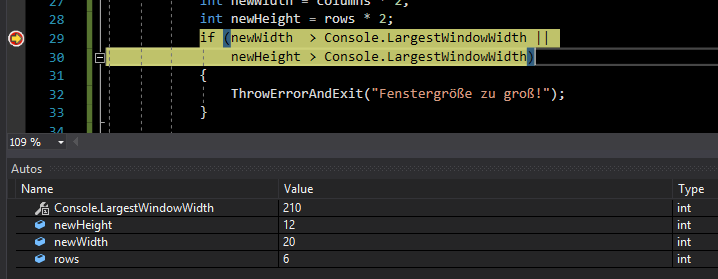 27 int newWidth = columns * 2;
28 int newHeight = rows * 2;
29 if (newWidth  > Console.LargestWindowWidth ||
30 newHeight > Console.LargestWindowWidth)
31 {
32 ThrowErrorAndExit("Fenstergröße zu groß!");
33 }
34
109 %
Autos
Name Value Type
Console.LargestWindowWidth 210 int
newHeight 12 int
newWidth 20 int
rows 6 int